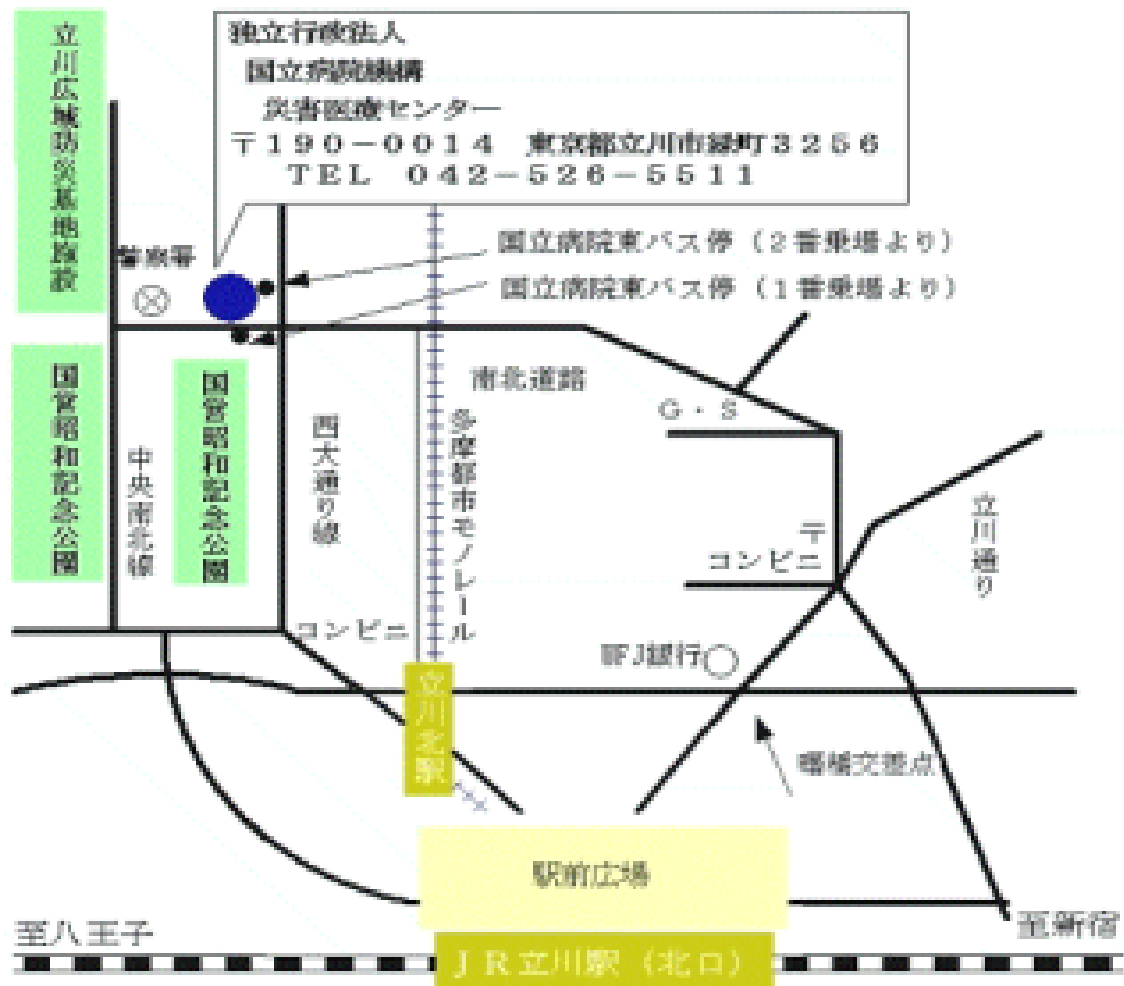 独立行政法人
国立病院機構
災害医療センター
〒190-0014 東京都立川市緑町3256
TEL 042-526-5511
立川広域防災基地施設
警察署
国立病院東バス停(2番乗場より)
国立病院東バス停(1番乗場より)
南北道路
G・S
国営昭和記念公園
中央南北線
国営昭和記念公園
西大通り線
多摩都市モノレール
立川通り
〒
コンビニ
コンビニ
UFJ銀行
立川北駅
曙橋交差点
駅前広場
至八王子
至新宿
JR立川駅(北口)